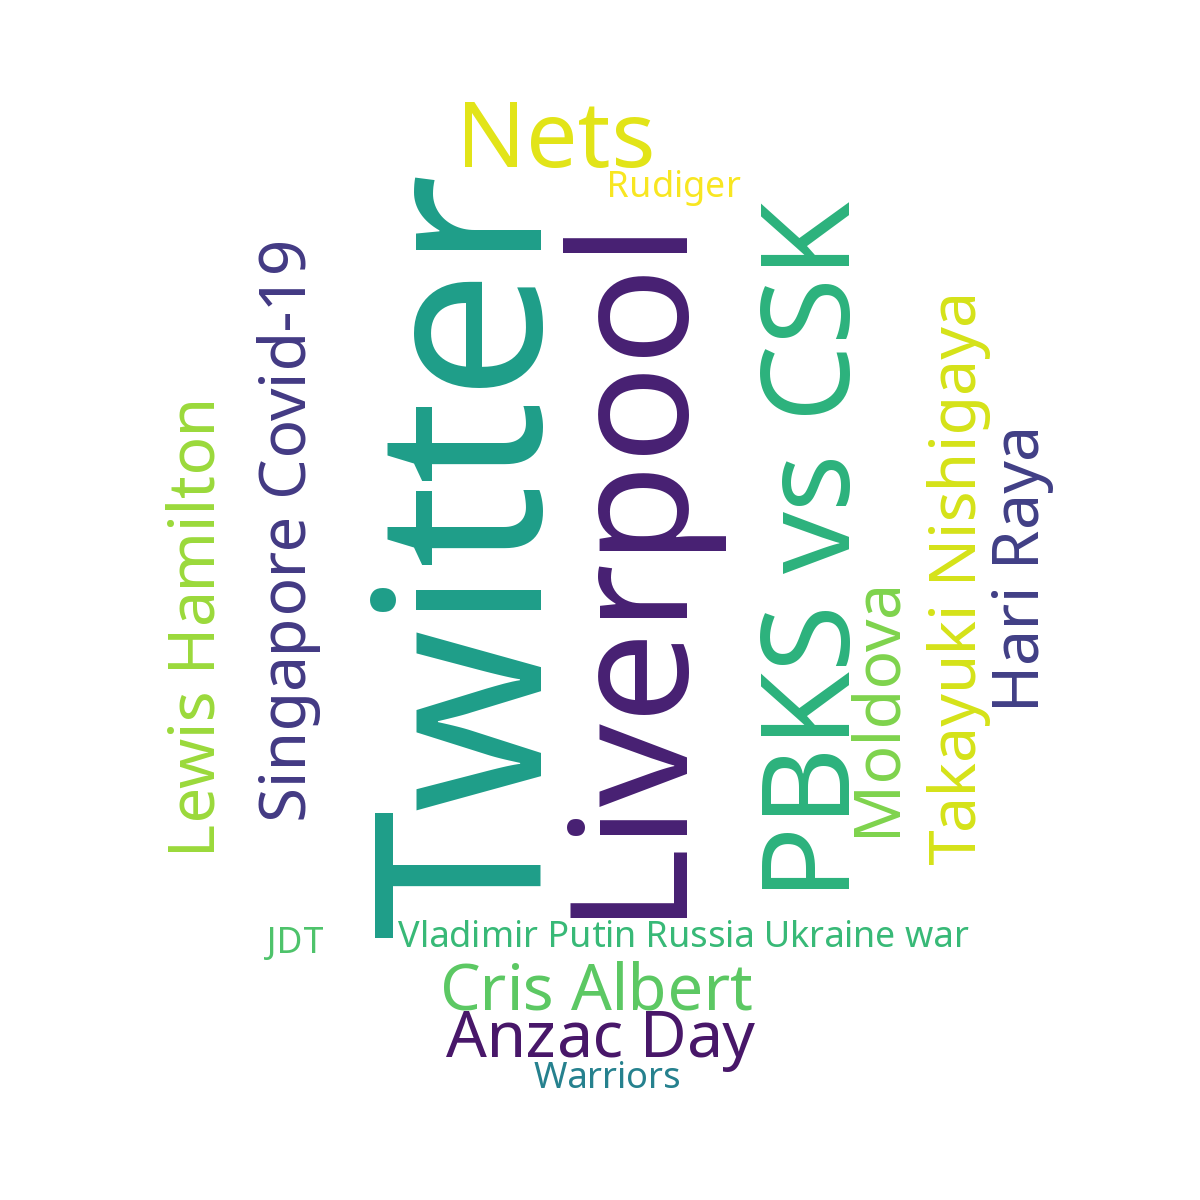 Nets
Rudiger
Twitter
Liverpool
PBKS vs CSK
Singapore Covid-19
Lewis Hamilton
Moldova
Takayuki Nishigaya
Hari Raya
JDT
Vladimir Putin Russia Ukraine war
Cris Albert
Anzac Day
Warriors